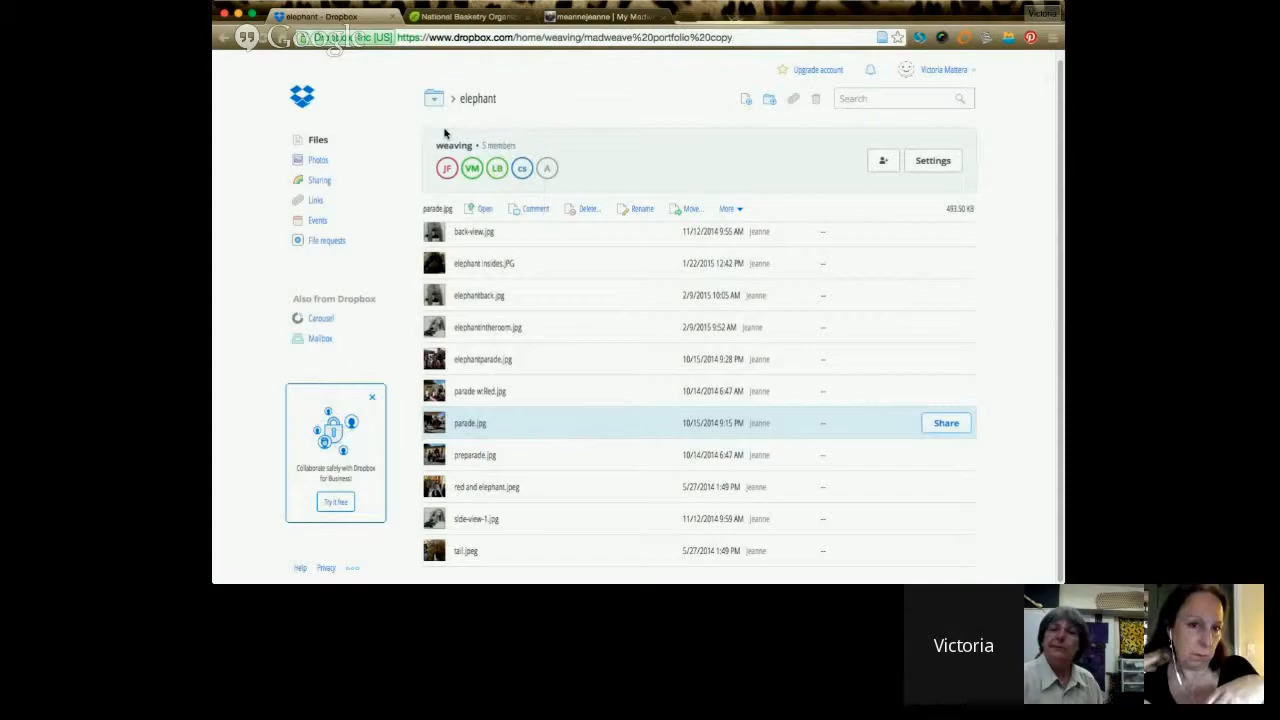 Victoria
elephant - Dropbox
National Basketry Organiz
meannejeanne | My Madw
Google
Dropbox, Inc [US]
https://www.dropbox.com/home/weaving/madweave%20portfolio%20copy
Upgrade account
Victoria Mattera
> elephant
Search
Files
Photos
Sharing
Links
Events
File requests
Also from Dropbox
Carousel
Mailbox
Collaborate safely with Dropbox
for Business!
Try it free
Help Privacy
weaving • 5 members
JF VM LB cs A
Settings
parade.jpg Open Comment Delete... Rename Move... More 493.50 KB
back-view.jpg 11/12/2014 9:55 AM Jeanne --
elephant insides.JPG 1/22/2015 12:42 PM Jeanne --
elephantback.jpg 2/9/2015 10:05 AM Jeanne --
elephantintheroom.jpg 2/9/2015 9:52 AM Jeanne --
elephantparade.jpg 10/15/2014 9:28 PM Jeanne --
parade w:Red.jpg 10/14/2014 6:47 AM Jeanne --
parade.jpg 10/15/2014 9:15 PM Jeanne -- Share
preparade.jpg 10/14/2014 6:47 AM Jeanne --
red and elephant.jpeg 5/27/2014 1:49 PM Jeanne --
side-view-1.jpg 11/12/2014 9:59 AM Jeanne --
tail.jpeg 5/27/2014 1:49 PM Jeanne --
Victoria